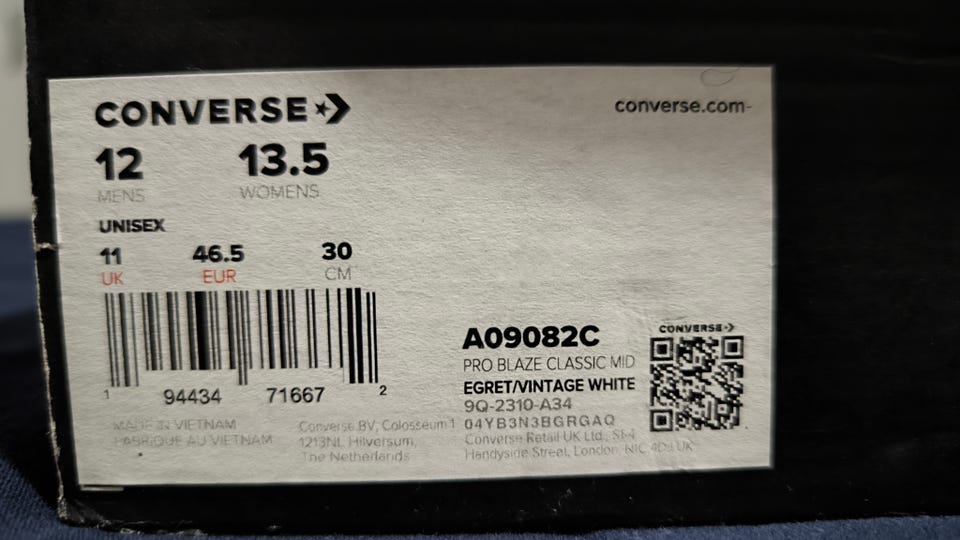 CONVERSE
converse.com
12 13.5
MENS WOMENS
UNISEX
11 46.5 30
UK EUR CM
1 94434 71667 2
MADE IN VIETNAM
FABRIQUE AU VIETNAM
Converse BV, Colosseum 1
1213NL Hilversum,
The Netherlands
A09082C
PRO BLAZE CLASSIC MID
EGRET/VINTAGE WHITE
9Q-2310-A34
04YB3N3BGRGAQ
Converse Retail UK Ltd.,
Handyside Street, London UK
CONVERSE